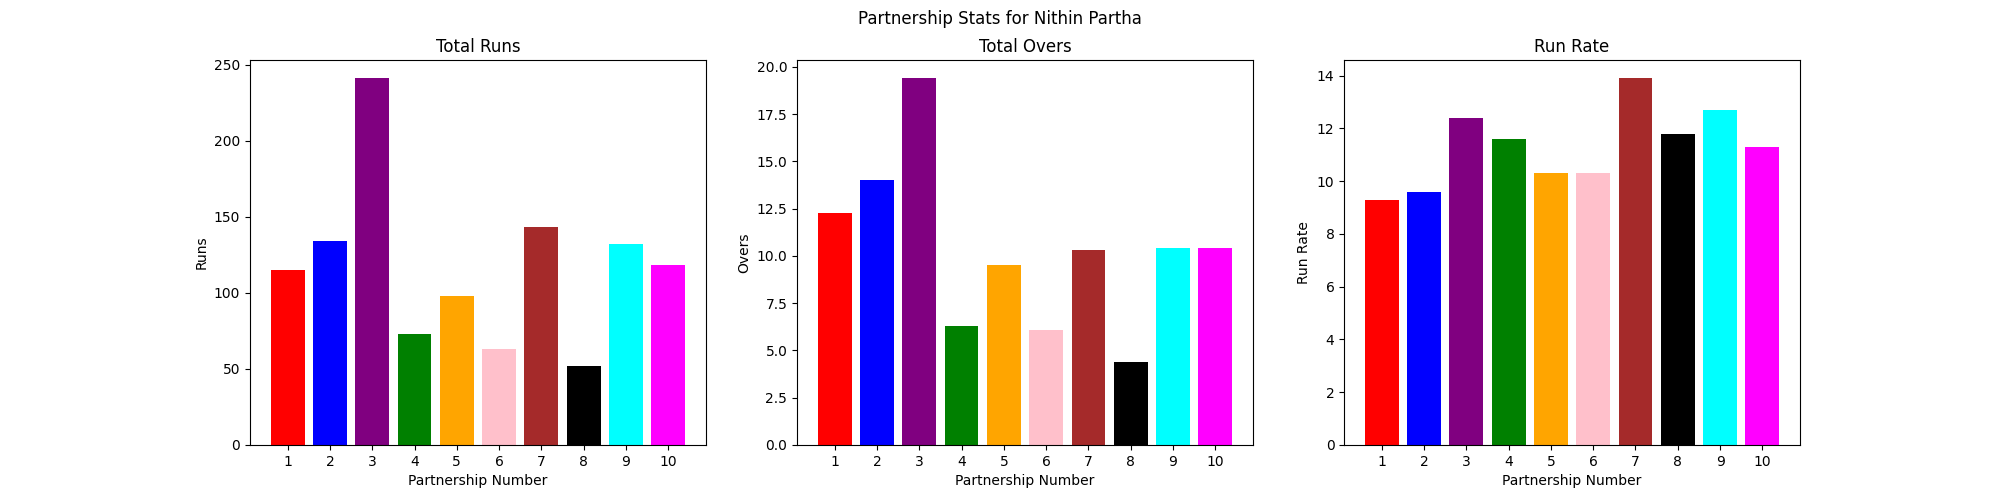 Partnership Stats for Nithin Partha
Total Runs
Runs
250
200
150
100
50
0
1 2 3 4 5 6 7 8 9 10
Partnership Number
Total Overs
Overs
20.0
17.5
15.0
12.5
10.0
7.5
5.0
2.5
0.0
1 2 3 4 5 6 7 8 9 10
Partnership Number
Run Rate
Run Rate
14
12
10
8
6
4
2
0
1 2 3 4 5 6 7 8 9 10
Partnership Number